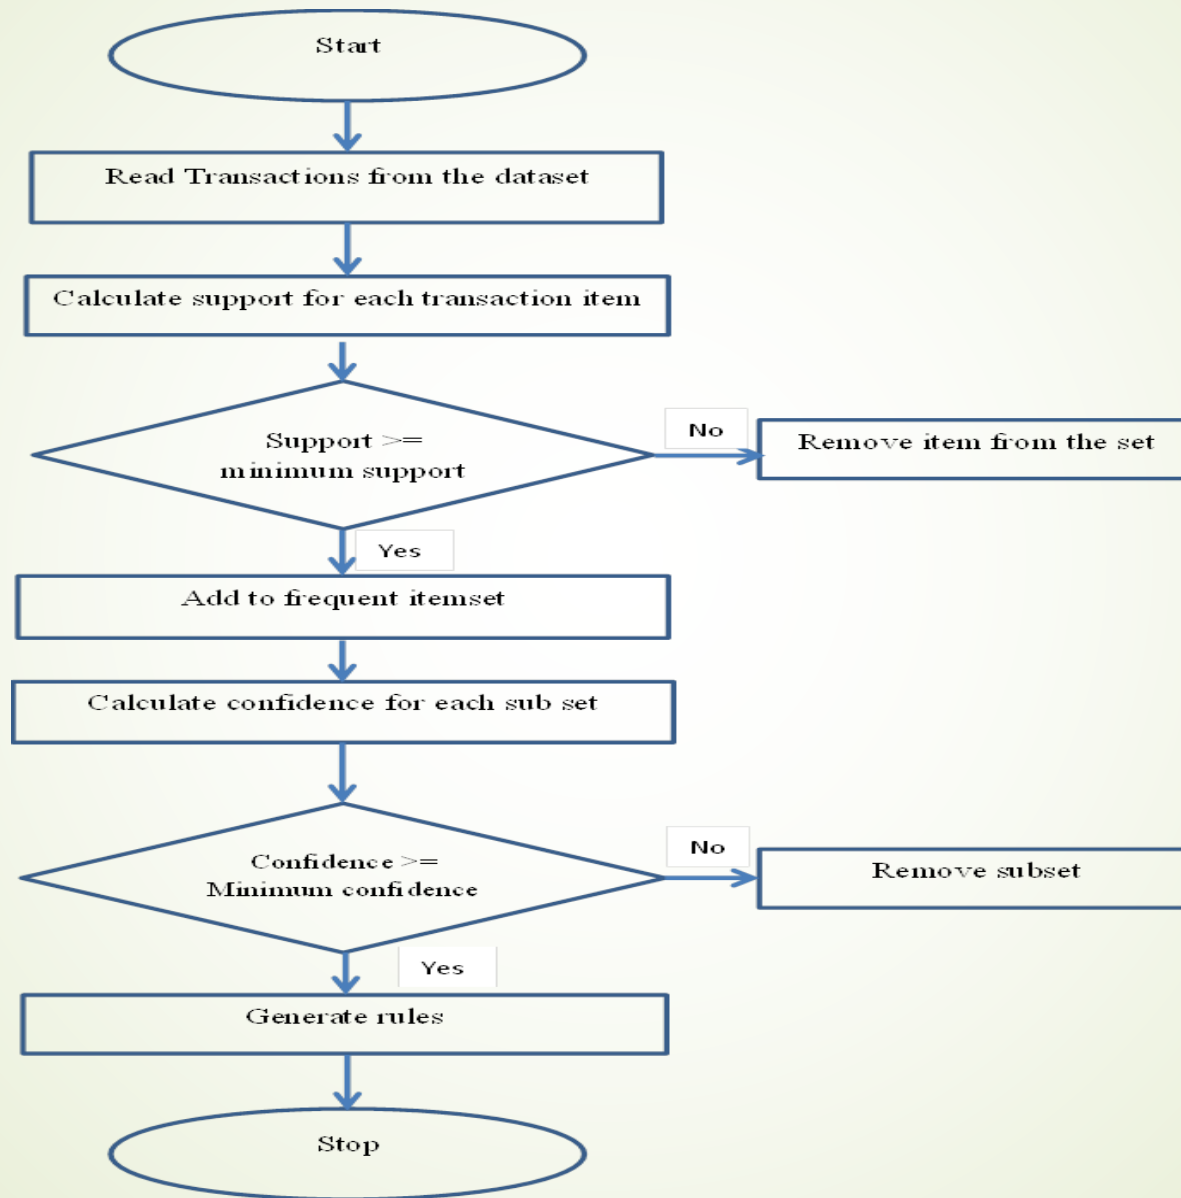 Start
Read Transactions from the dataset
Calculate support for each transaction item
Support >=
minimum support
No
Remove item from the set
Yes
Add to frequent itemset
Calculate confidence for each sub set
Confidence >=
Minimum confidence
No
Remove subset
Yes
Generate rules
Stop